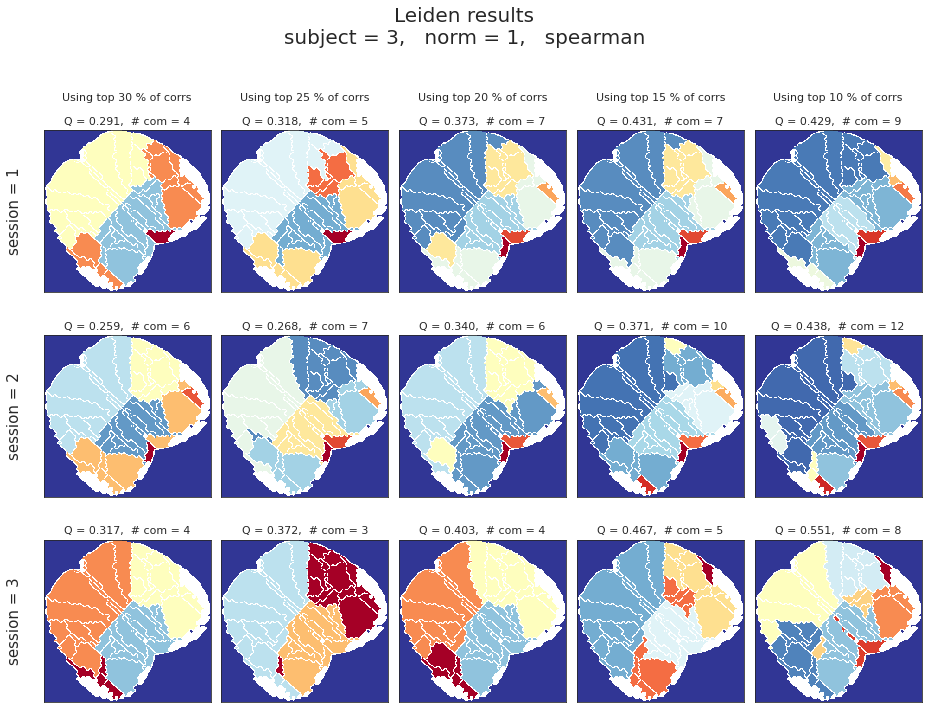 Leiden results
subject = 3,   norm = 1,   spearman
Using top 30 % of corrs
Using top 25 % of corrs
Using top 20 % of corrs
Using top 15 % of corrs
Using top 10 % of corrs
Q = 0.291,  # com = 4
Q = 0.318,  # com = 5
Q = 0.373,  # com = 7
Q = 0.431,  # com = 7
Q = 0.429,  # com = 9
session = 1
Q = 0.259,  # com = 6
Q = 0.268,  # com = 7
Q = 0.340,  # com = 6
Q = 0.371,  # com = 10
Q = 0.438,  # com = 12
session = 2
Q = 0.317,  # com = 4
Q = 0.372,  # com = 3
Q = 0.403,  # com = 4
Q = 0.467,  # com = 5
Q = 0.551,  # com = 8
session = 3